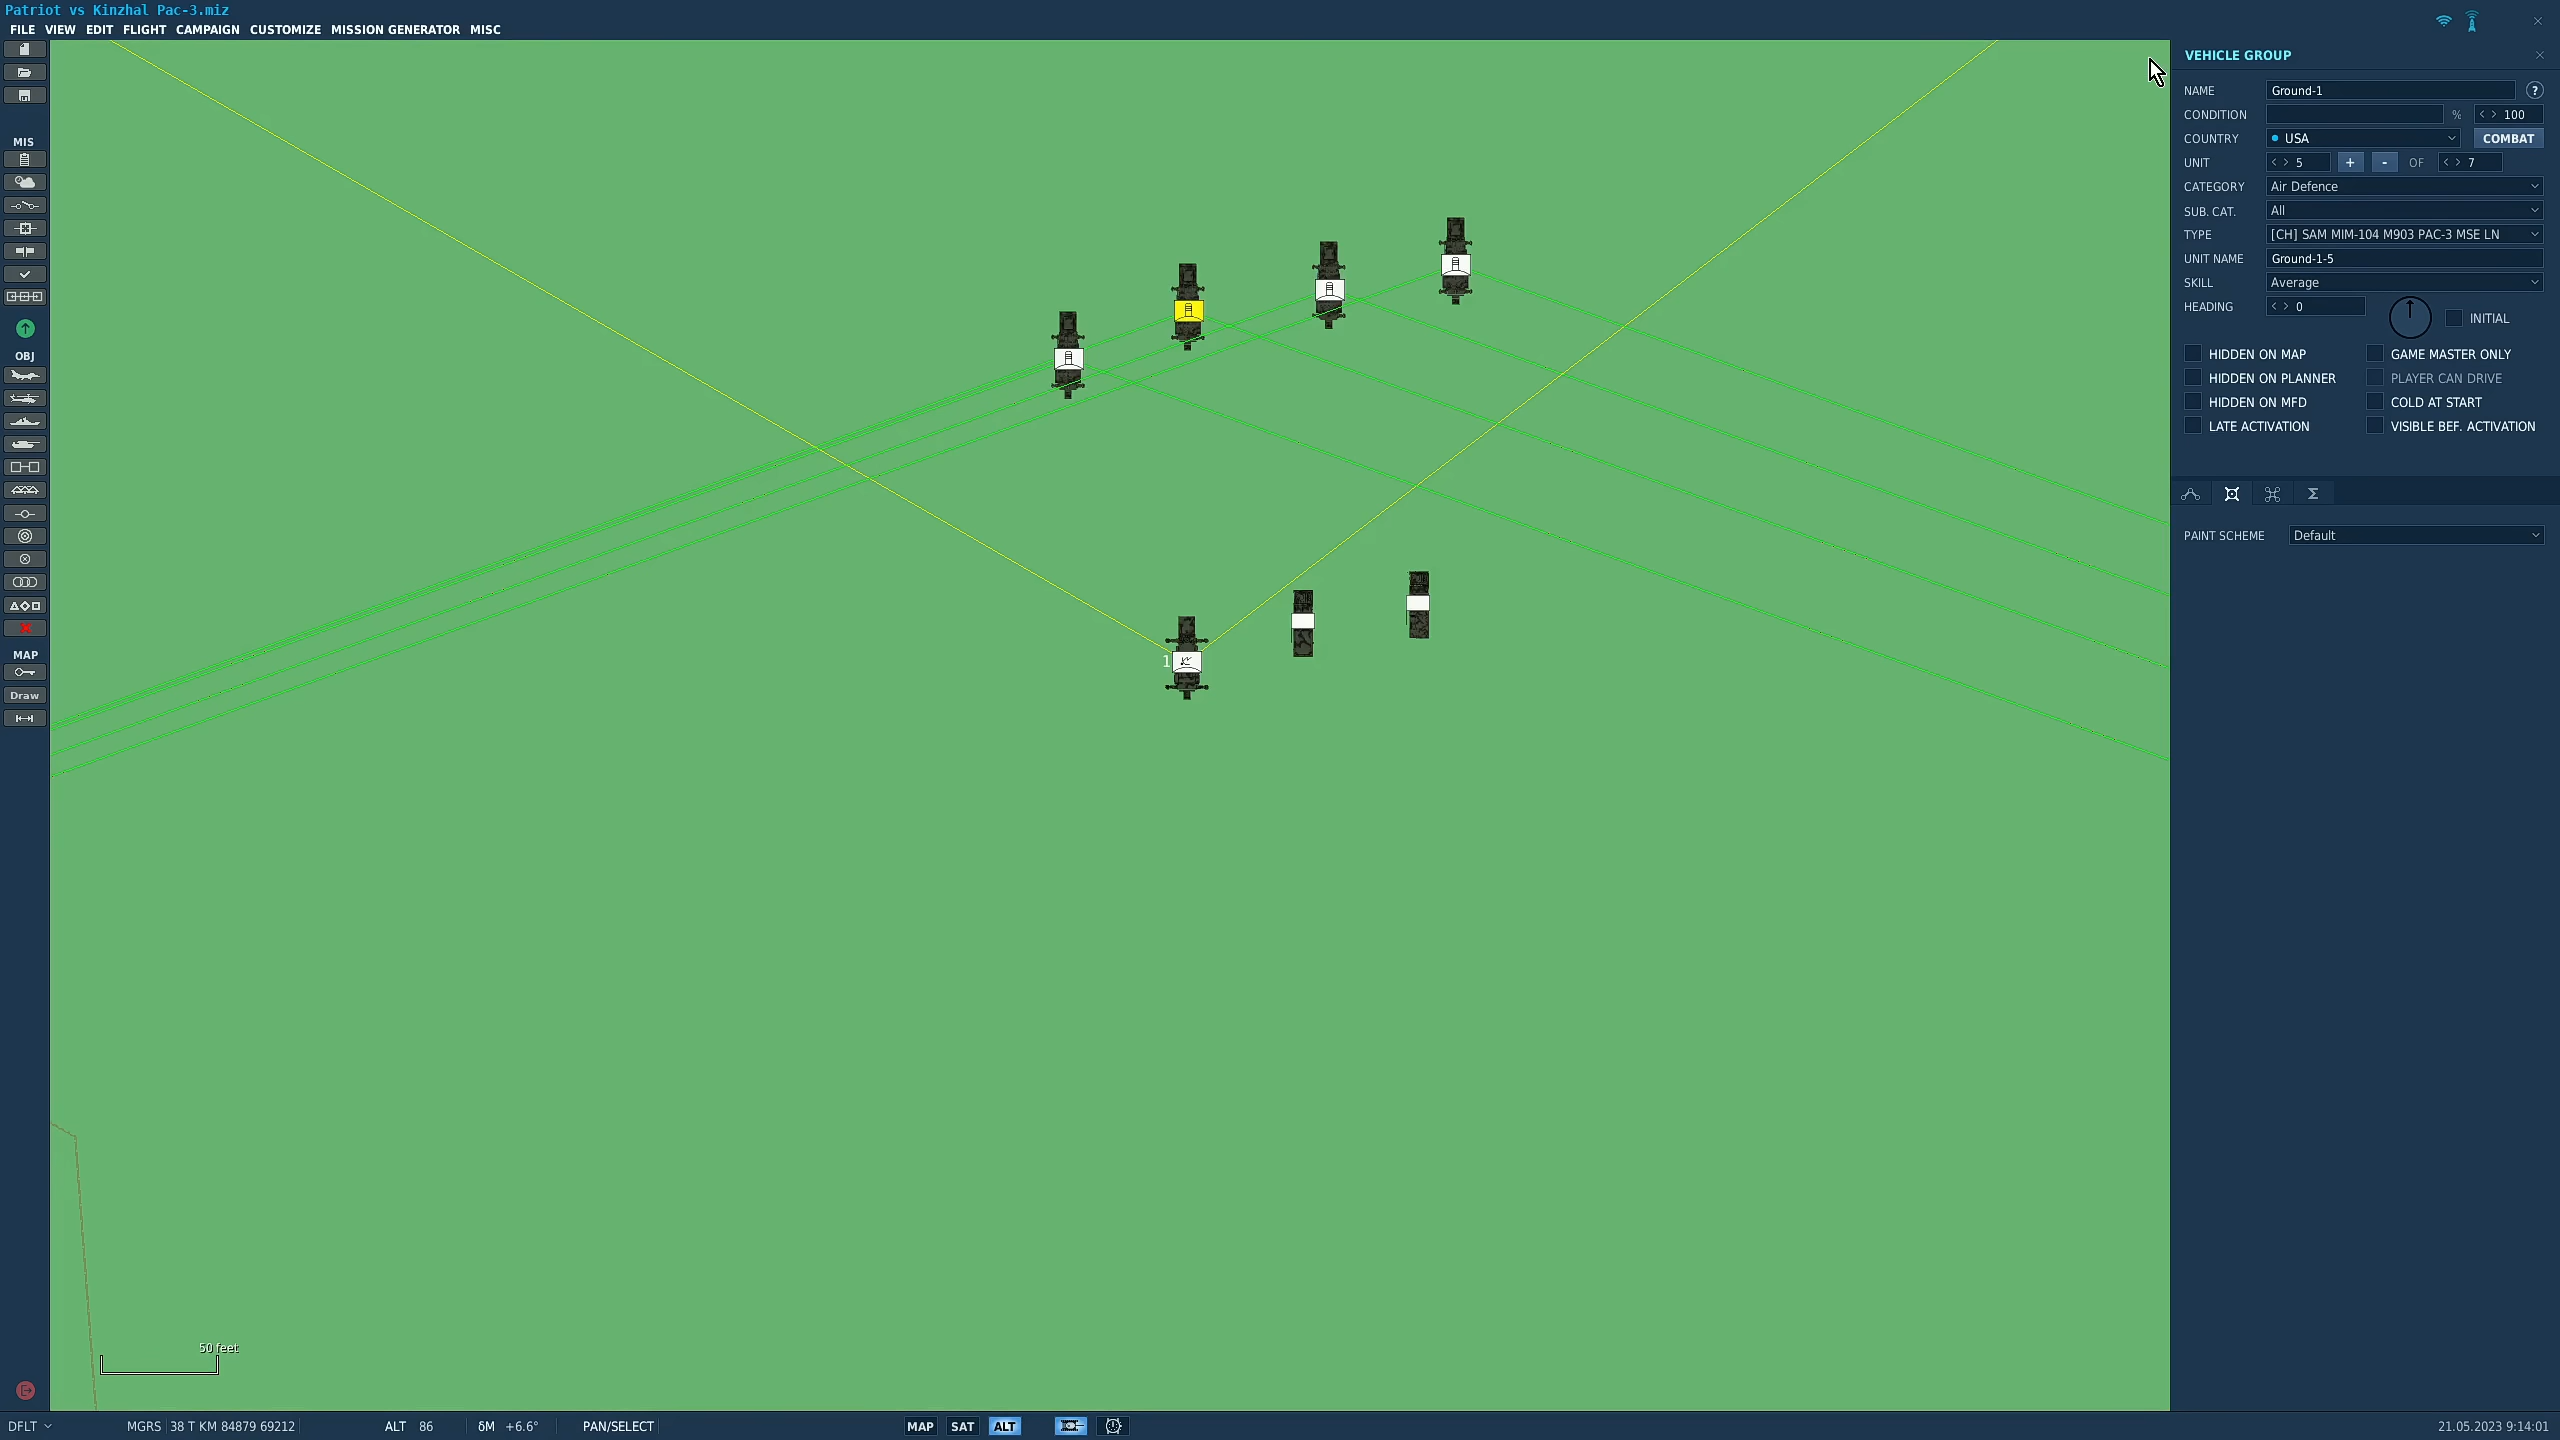 Patriot vs Kinzhal Pac-3.miz
FILE VIEW EDIT FLIGHT CAMPAIGN CUSTOMIZE MISSION GENERATOR MISC
MIS
OBJ
MAP
Draw
1
50 feet
VEHICLE GROUP
NAME Ground-1 ?
CONDITION % < > 100
COUNTRY USA COMBAT
UNIT < > 5 + - OF < > 7
CATEGORY Air Defence
SUB. CAT. All
TYPE [CH] SAM MIM-104 M903 PAC-3 MSE LN
UNIT NAME Ground-1-5
SKILL Average
HEADING < > 0 INITIAL
HIDDEN ON MAP GAME MASTER ONLY
HIDDEN ON PLANNER PLAYER CAN DRIVE
HIDDEN ON MFD COLD AT START
LATE ACTIVATION VISIBLE BEF. ACTIVATION
Σ
PAINT SCHEME Default
DFLT MGRS 38 T KM 84879 69212 ALT 86 δM +6.6° PAN/SELECT MAP SAT ALT 21.05.2023 9:14:01